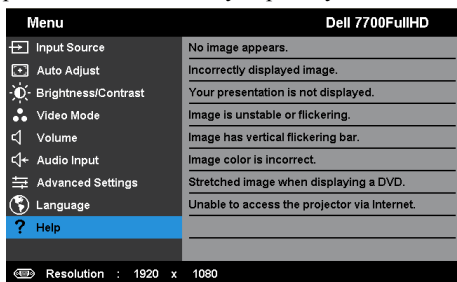 Menu Dell 7700FullHD
Input Source No image appears.
Auto Adjust Incorrectly displayed image.
Brightness/Contrast Your presentation is not displayed.
Video Mode Image is unstable or flickering.
Volume Image has vertical flickering bar.
Audio Input Image color is incorrect.
Advanced Settings Stretched image when displaying a DVD.
Language Unable to access the projector via Internet.
? Help
Resolution : 1920 x 1080